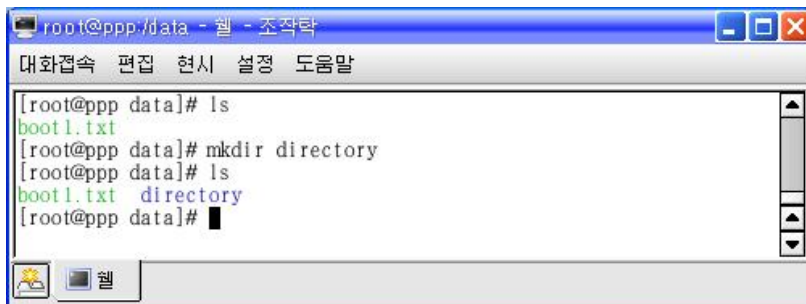 root@ppp:/data - 웰 - 조작탁
대화접속 편집 현시 설정 도움말
[root@ppp data]# ls
boot1.txt
[root@ppp data]# mkdir directory
[root@ppp data]# ls
boot1.txt directory
[root@ppp data]#
웰